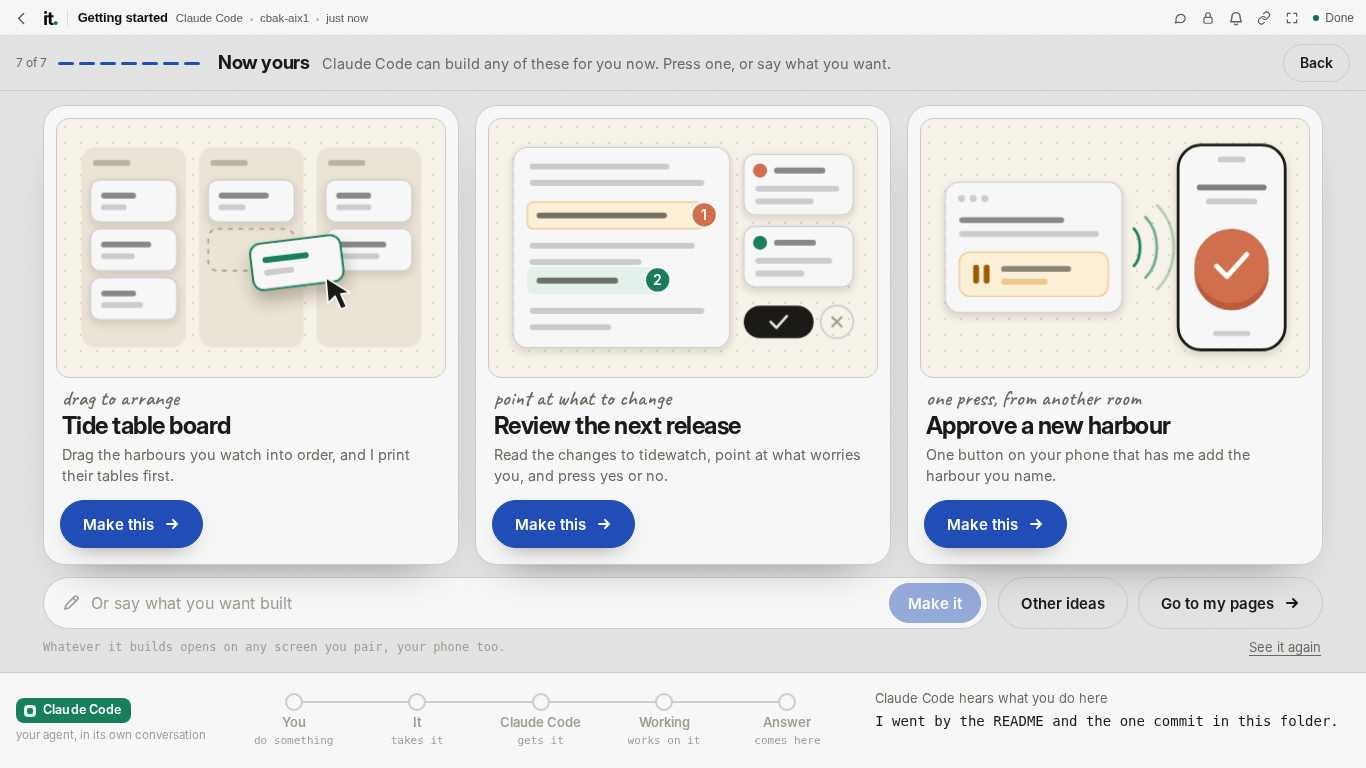 it.
Getting started Claude Code • cbak-aix1 • just now
Done
7 of 7
Now yours
Claude Code can build any of these for you now. Press one, or say what you want.
Back
1
2
drag to arrange
Tide table board
Drag the harbours you watch into order, and I print
their tables first.
Make this
point at what to change
Review the next release
Read the changes to tidewatch, point at what worries
you, and press yes or no.
Make this
one press, from another room
Approve a new harbour
One button on your phone that has me add the
harbour you name.
Make this
Or say what you want built
Make it
Other ideas
Go to my pages
Whatever it builds opens on any screen you pair, your phone too.
See it again
Claude Code
your agent, in its own conversation
You
do something
It
takes it
Claude Code
gets it
Working
works on it
Answer
comes here
Claude Code hears what you do here
I went by the README and the one commit in this folder.